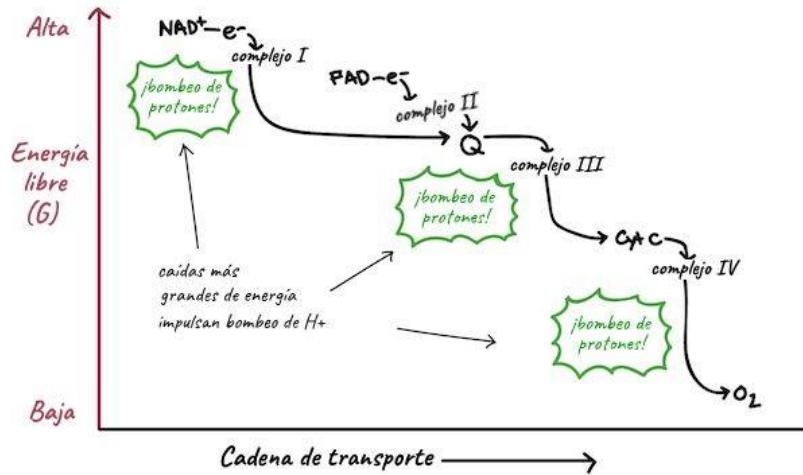 Alta
NAD+—e-
complejo I
¡bombeo de
protones!
FAD-e-
complejo II
Q
complejo III
Energía
libre
(G)
¡bombeo de
protones!
Cyt C
complejo IV
caídas más
grandes de energía
impulsan bombeo de H+
¡bombeo de
protones!
Baja
O2
Cadena de transporte